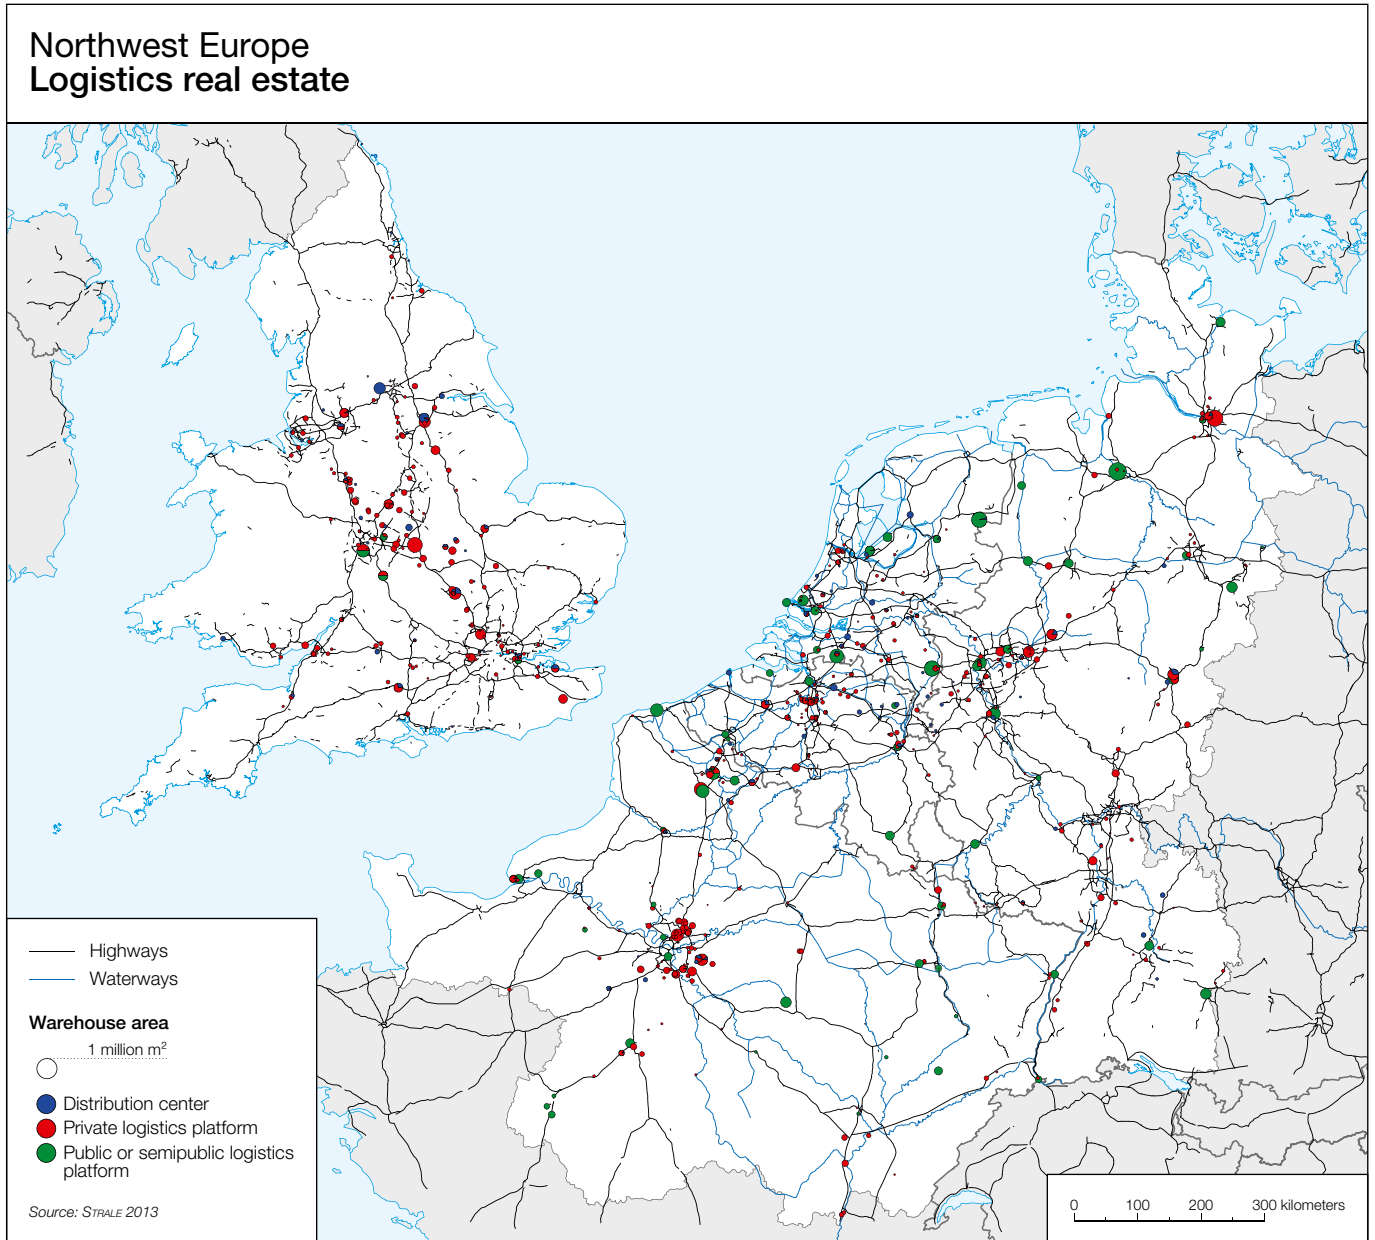 Northwest Europe
Logistics real estate
Highways
Waterways
Warehouse area
1 million m²
Distribution center
Private logistics platform
Public or semipublic logistics
platform
Source: STRALE 2013
0 100 200 300 kilometers